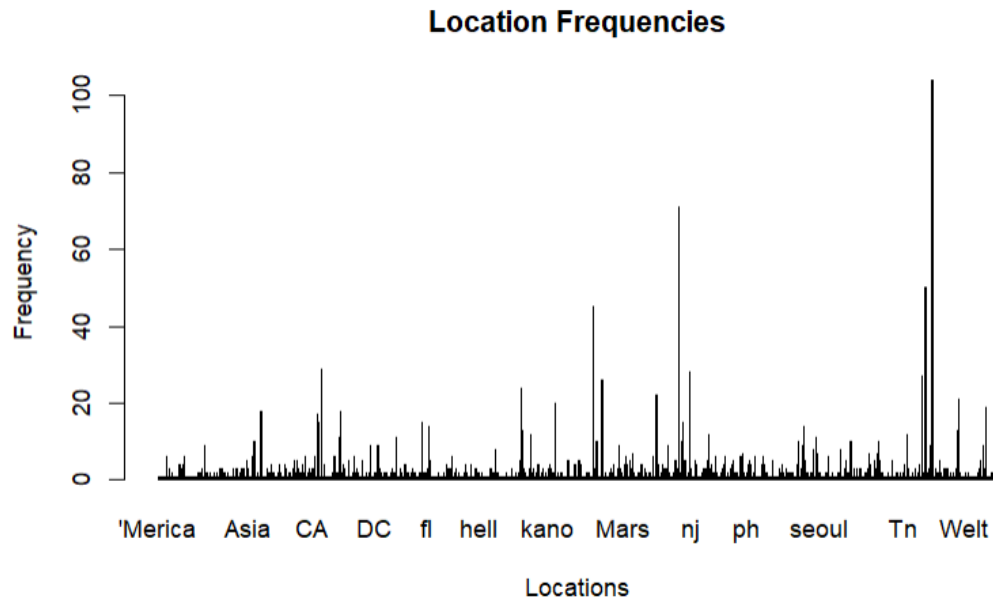 Location Frequencies
100
80
60
40
20
0
Frequency
'Merica Asia CA DC fl hell kano Mars nj ph seoul Tn Welt
Locations